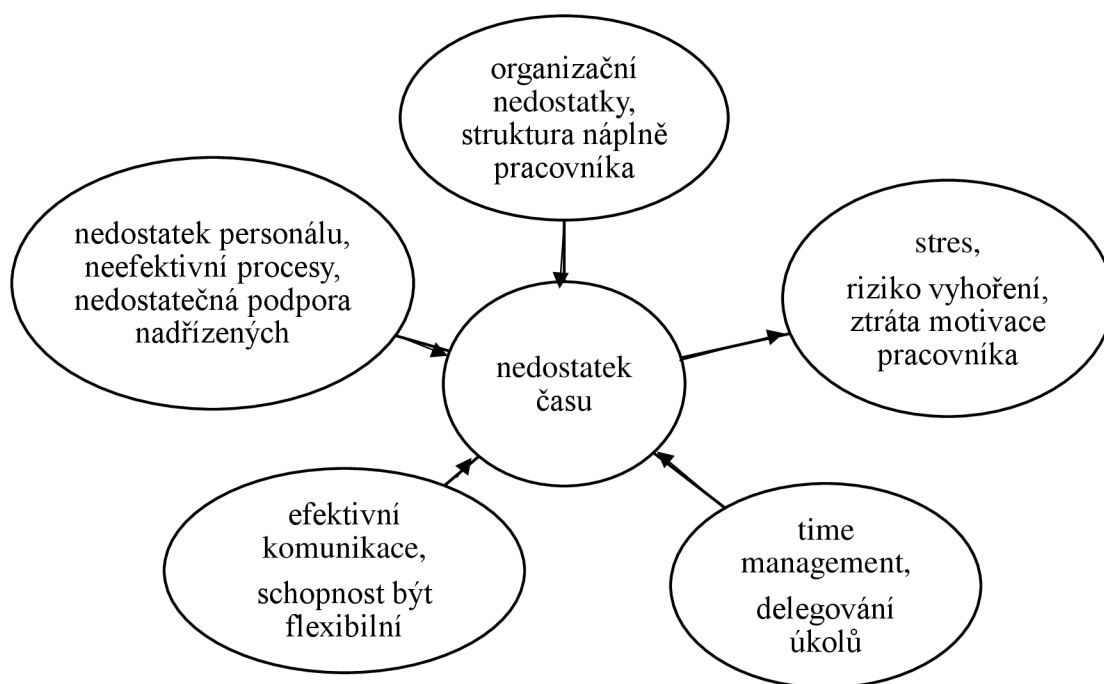 organizační
nedostatky,
struktura náplně
pracovníka
nedostatek personálu,
neefektivní procesy,
nedostatečná podpora
nadřízených
stres,
riziko vyhoření,
ztráta motivace
pracovníka
nedostatek
času
efektivní
komunikace,
schopnost být
flexibilní
time
management,
delegování
úkolů